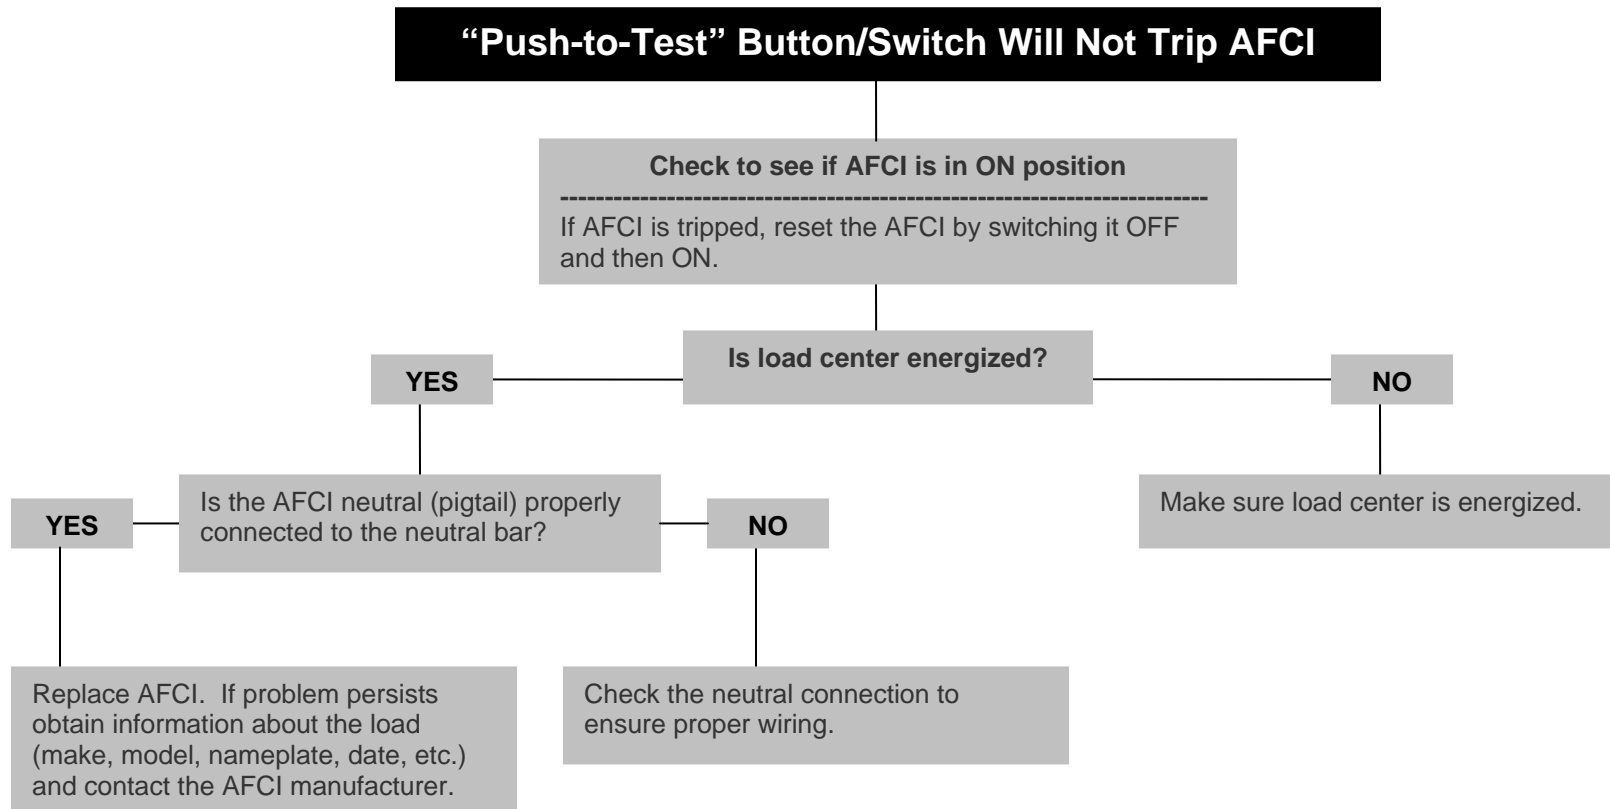 “Push-to-Test” Button/Switch Will Not Trip AFCI
Check to see if AFCI is in ON position
------------------------------------------------------------------------
If AFCI is tripped, reset the AFCI by switching it OFF
and then ON.
Is load center energized?
YES
NO
Is the AFCI neutral (pigtail) properly
connected to the neutral bar?
YES
NO
Make sure load center is energized.
Replace AFCI.  If problem persists
obtain information about the load
(make, model, nameplate, date, etc.)
and contact the AFCI manufacturer.
Check the neutral connection to
ensure proper wiring.